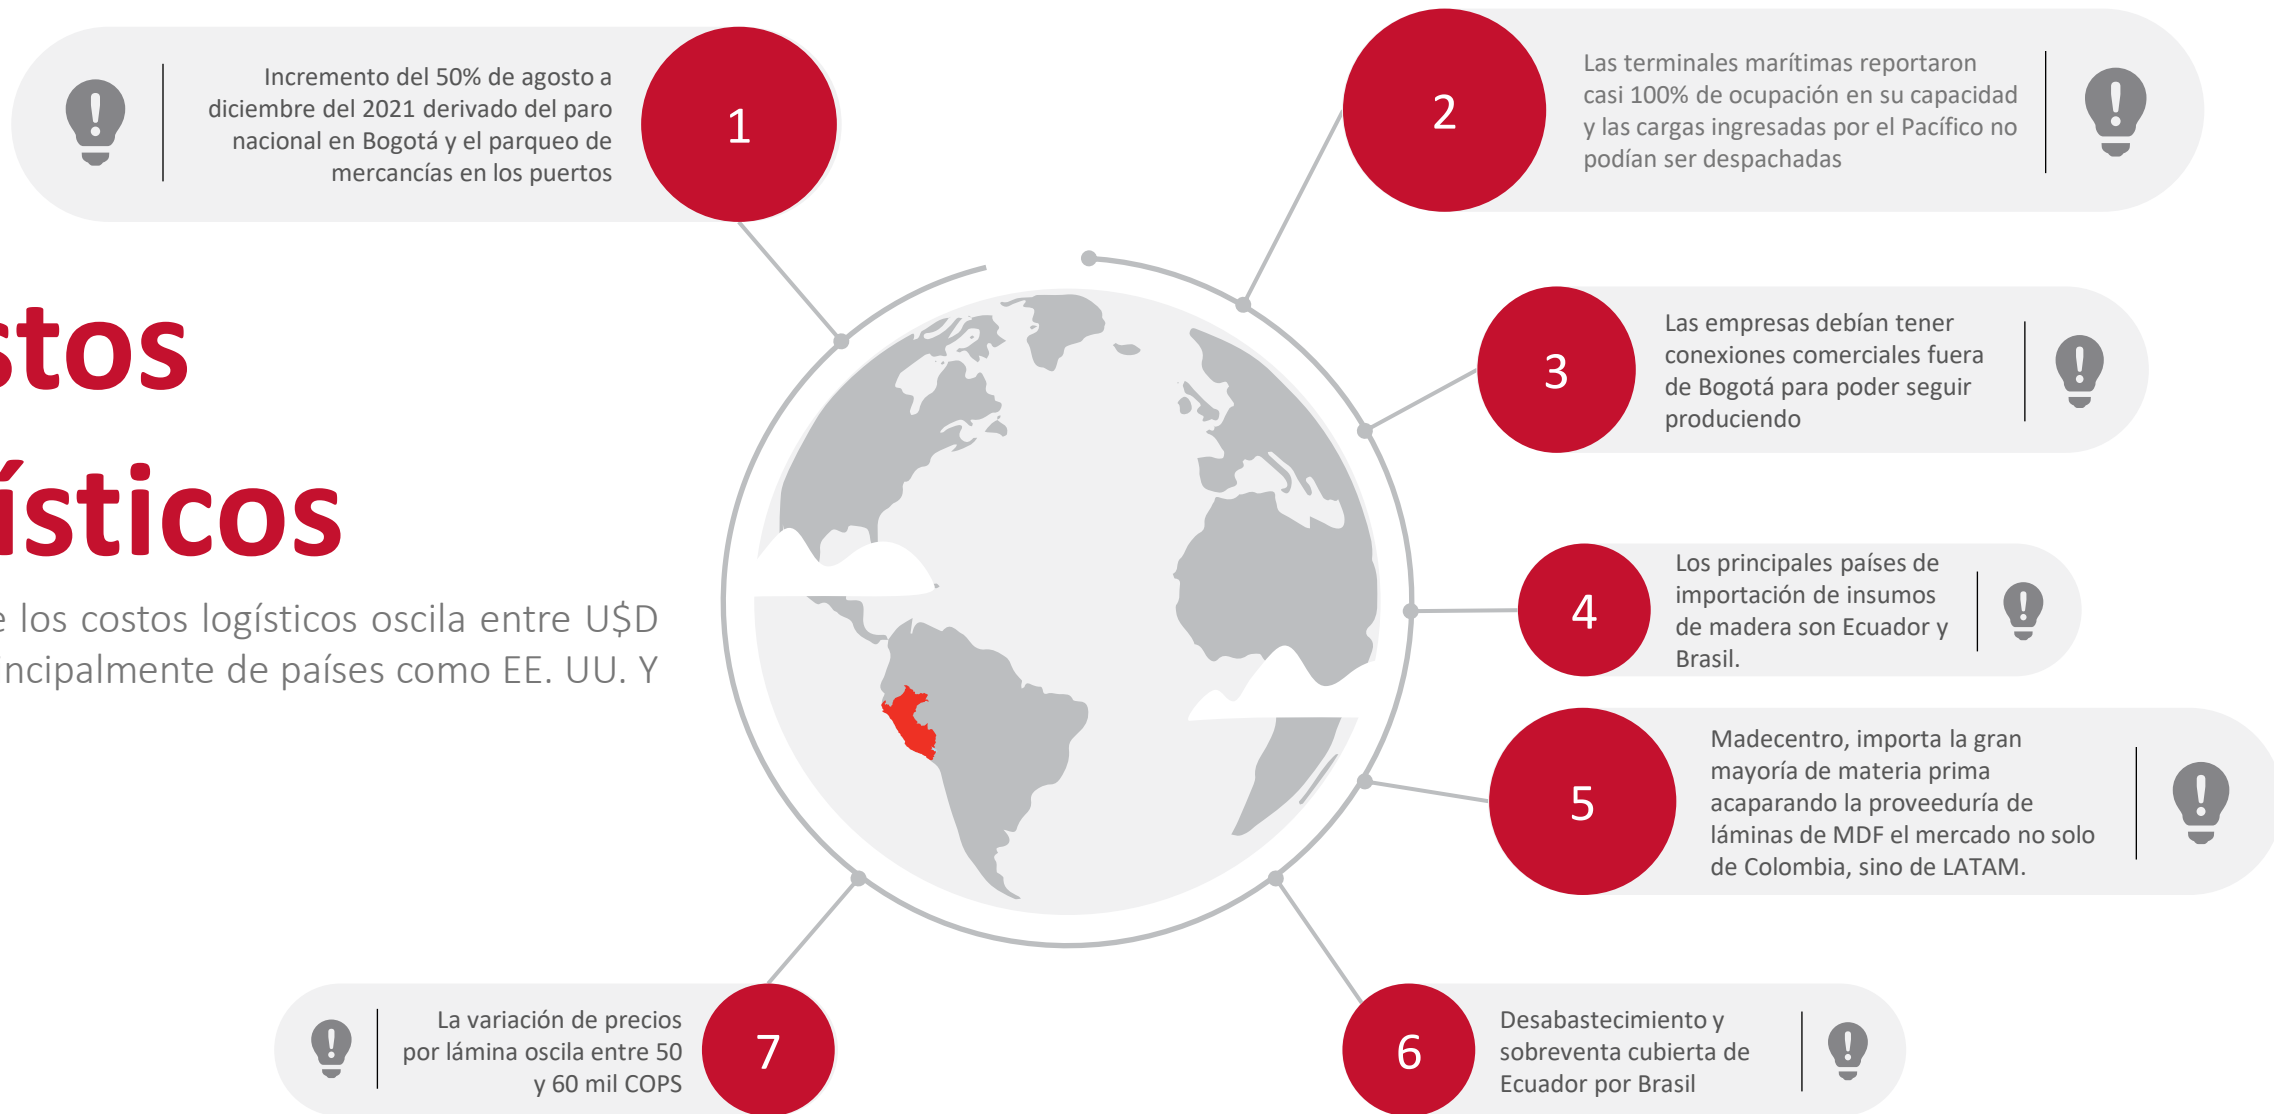 Incremento del 50% de agosto a
diciembre del 2021 derivado del paro
nacional en Bogotá y el parqueo de
mercancías en los puertos
1
2
Las terminales marítimas reportaron
casi 100% de ocupación en su capacidad
y las cargas ingresadas por el Pacífico no
podían ser despachadas
stos
ísticos
e los costos logísticos oscila entre U$D
incipalmente de países como EE. UU. Y
3
Las empresas debían tener
conexiones comerciales fuera
de Bogotá para poder seguir
produciendo
4
Los principales países de
importación de insumos
de madera son Ecuador y
Brasil.
5
Madecentro, importa la gran
mayoría de materia prima
acaparando la proveeduría de
láminas de MDF el mercado no solo
de Colombia, sino de LATAM.
La variación de precios
por lámina oscila entre 50
y 60 mil COPS
7
6
Desabastecimiento y
sobreventa cubierta de
Ecuador por Brasil